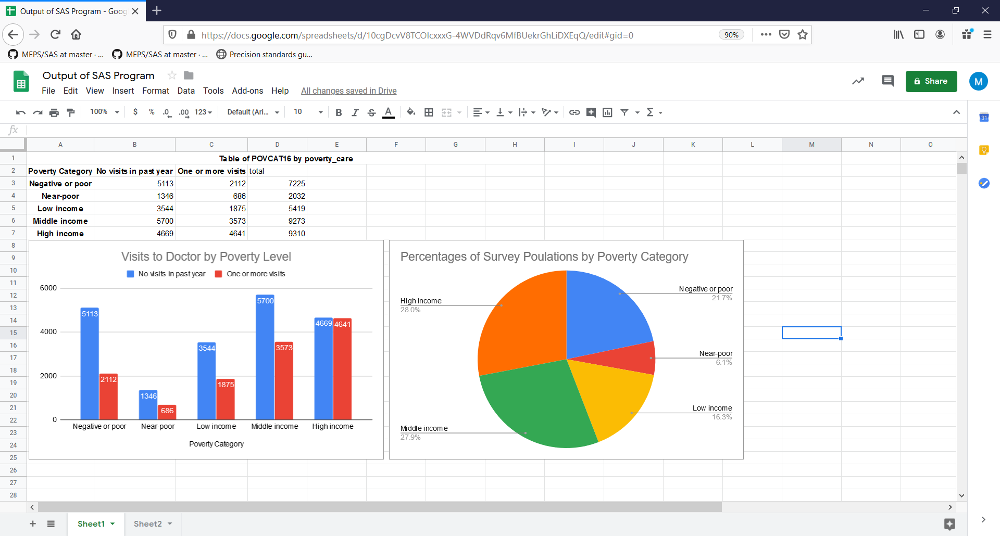 Output of SAS Program - Goog
https://docs.google.com/spreadsheets/d/10cgDcvV8TCOIcxxxG-4WVDdRqv6MfBUekrGhLiDXEqQ/edit#gid=0 90%
MEPS/SAS at master · ... MEPS/SAS at master · ... Precision standards gu...
Output of SAS Program
Share M
File Edit View Insert Format Data Tools Add-ons Help All changes saved in Drive
100% $ % .0 .00 123 Default (Ari... 10 B I S A Σ
31
fx
A B C D E F G H I J K L M N O
1 Table of POVCAT16 by poverty_care
2 Poverty Category No visits in past year One or more visits total
3 Negative or poor 5113 2112 7225
4 Near-poor 1346 686 2032
5 Low income 3544 1875 5419
6 Middle income 5700 3573 9273
7 High income 4669 4641 9310
8
9
10
11
12
13
14
15
16
17
18
19
20
21
22
23
24
25
26
27
28
Visits to Doctor by Poverty Level
No visits in past year One or more visits
6000
4000
2000
0
5113 2112
1346 686
3544 1875
5700 3573
4669 4641
Negative or poor Near-poor Low income Middle income High income
Poverty Category
Percentages of Survey Poulations by Poverty Category
Negative or poor
21.7%
High income
28.0%
Near-poor
6.1%
Low income
16.3%
Middle income
27.9%
Sheet1 Sheet2